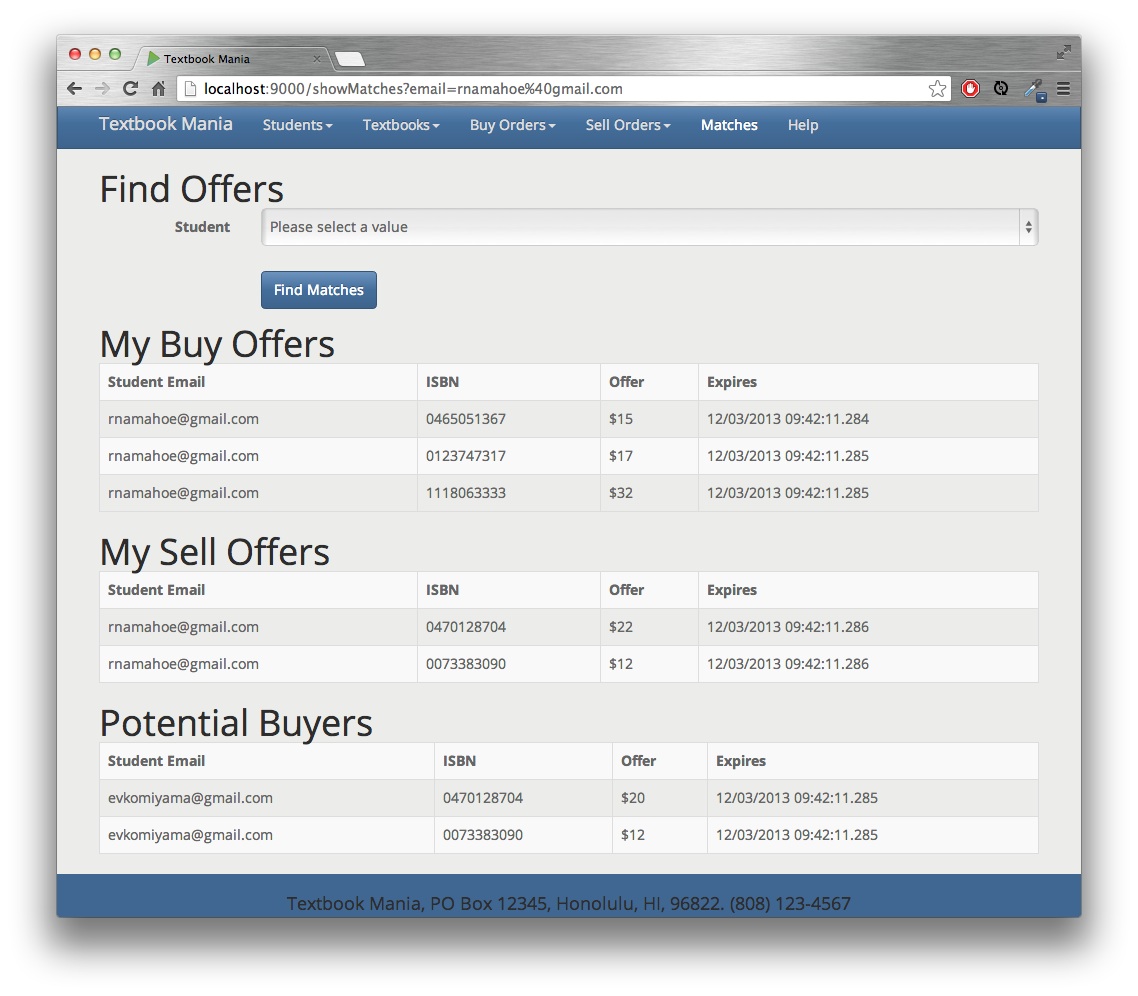 Textbook Mania
localhost:9000/showMatches?email=rnamahoe%40gmail.com
Textbook Mania Students Textbooks Buy Orders Sell Orders Matches Help
Find Offers
Student Please select a value
Find Matches
My Buy Offers
Student Email ISBN Offer Expires
rnamahoe@gmail.com 0465051367 $15 12/03/2013 09:42:11.284
rnamahoe@gmail.com 0123747317 $17 12/03/2013 09:42:11.285
rnamahoe@gmail.com 1118063333 $32 12/03/2013 09:42:11.285
My Sell Offers
Student Email ISBN Offer Expires
rnamahoe@gmail.com 0470128704 $22 12/03/2013 09:42:11.286
rnamahoe@gmail.com 0073383090 $12 12/03/2013 09:42:11.286
Potential Buyers
Student Email ISBN Offer Expires
evkomiyama@gmail.com 0470128704 $20 12/03/2013 09:42:11.285
evkomiyama@gmail.com 0073383090 $12 12/03/2013 09:42:11.285
Textbook Mania, PO Box 12345, Honolulu, HI, 96822. (808) 123-4567